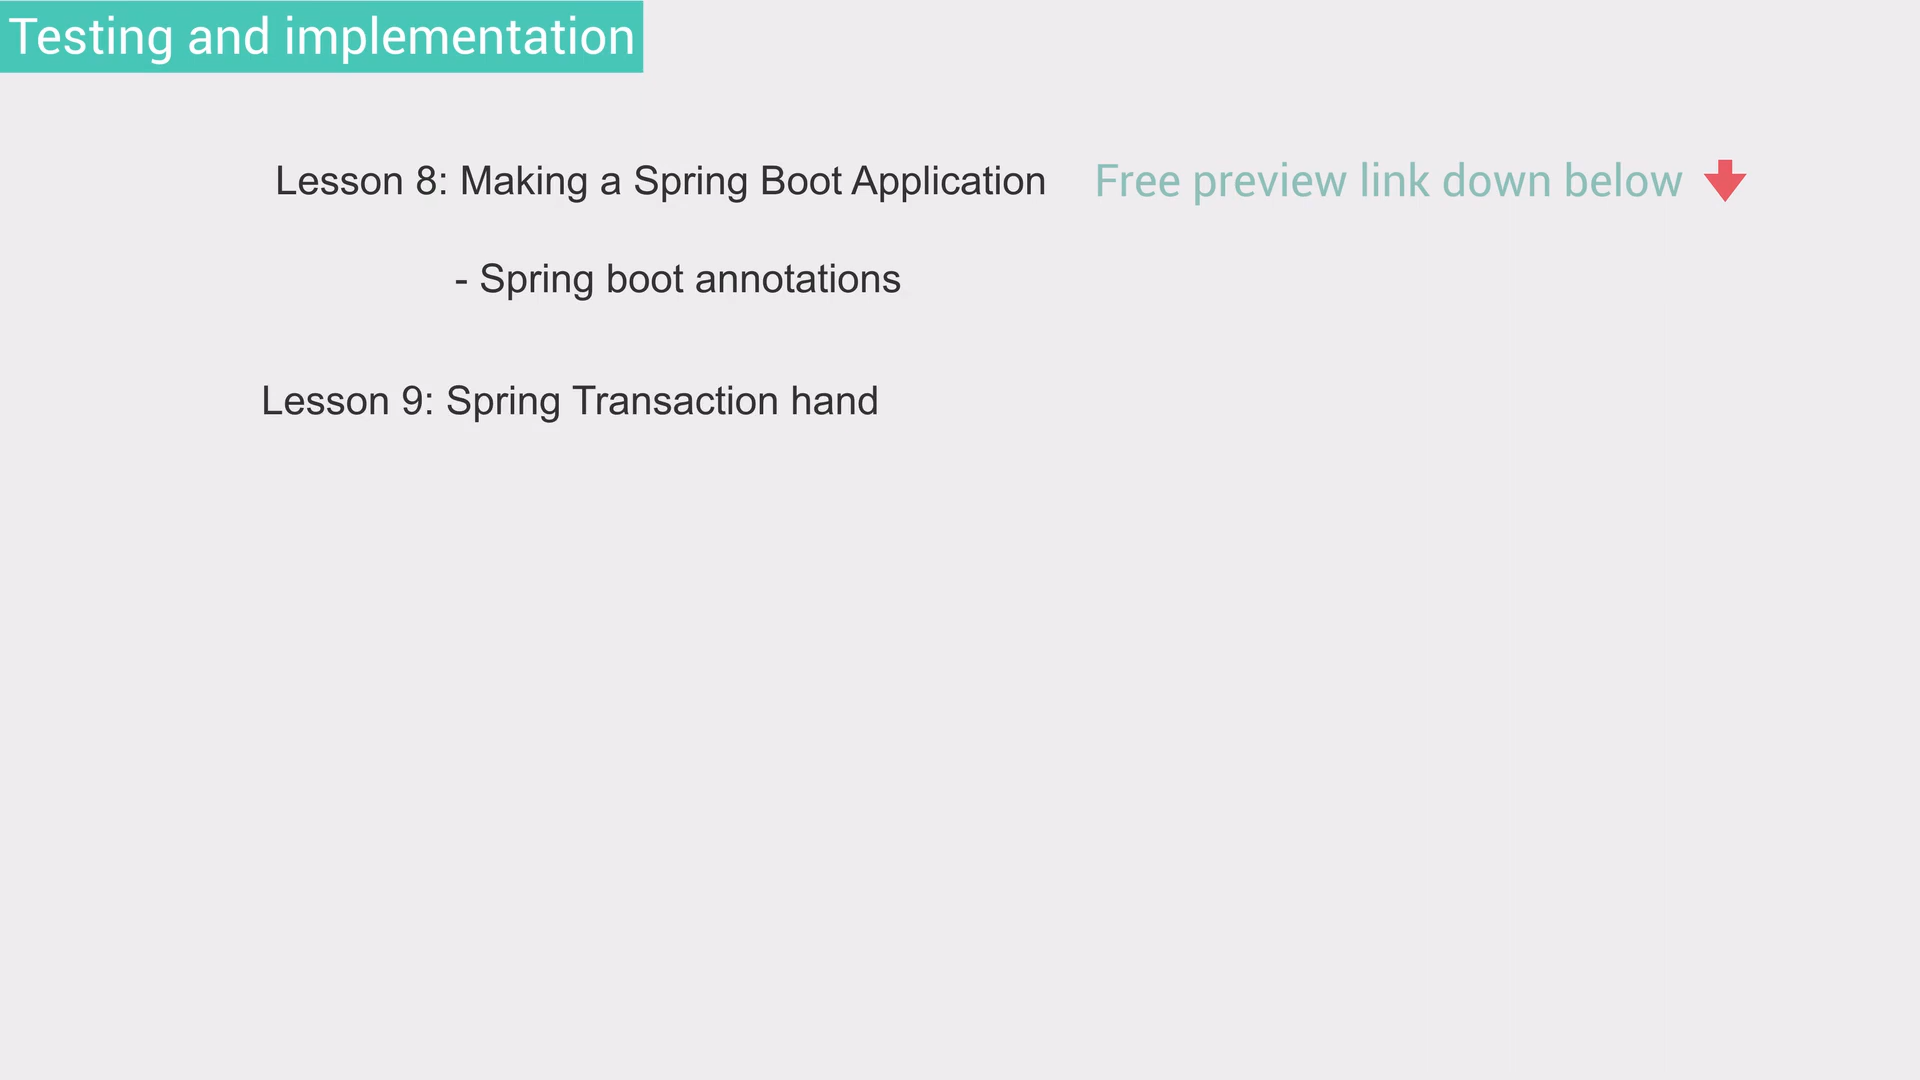 Testing and implementation
Lesson 8: Making a Spring Boot Application Free preview link down below
- Spring boot annotations
Lesson 9: Spring Transaction hand